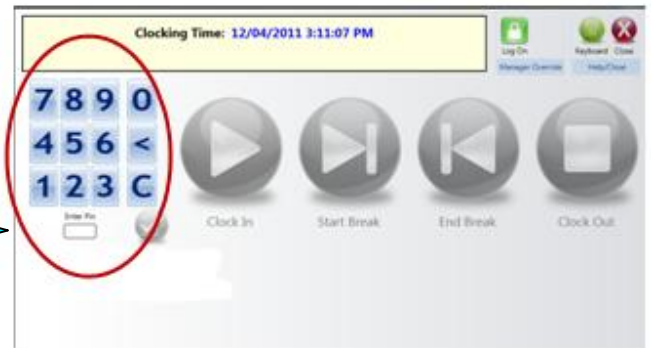 Clocking Time: 12/04/2011 3:11:07 PM
Log On
Keyboard Close
Manager Override
Help/Close
7 8 9 0
4 5 6 <
1 2 3 C
Enter Pin
Clock In
Start Break
End Break
Clock Out